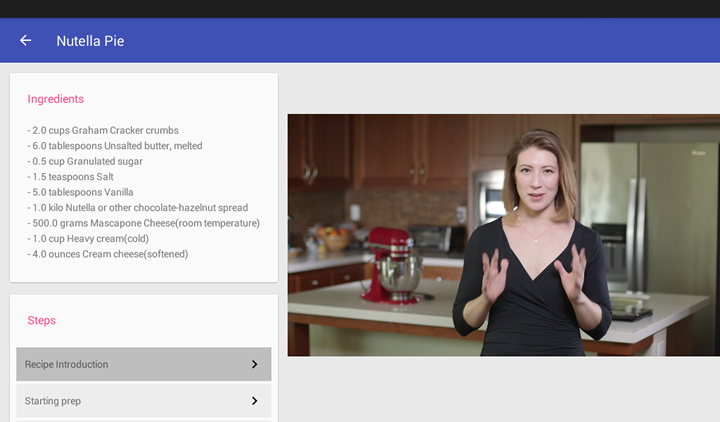 Nutella Pie
Ingredients
- 2.0 cups Graham Cracker crumbs
- 6.0 tablespoons Unsalted butter, melted
- 0.5 cup Granulated sugar
- 1.5 teaspoons Salt
- 5.0 tablespoons Vanilla
- 1.0 kilo Nutella or other chocolate-hazelnut spread
- 500.0 grams Mascapone Cheese(room temperature)
- 1.0 cup Heavy cream(cold)
- 4.0 ounces Cream cheese(softened)
Steps
Recipe Introduction
Starting prep